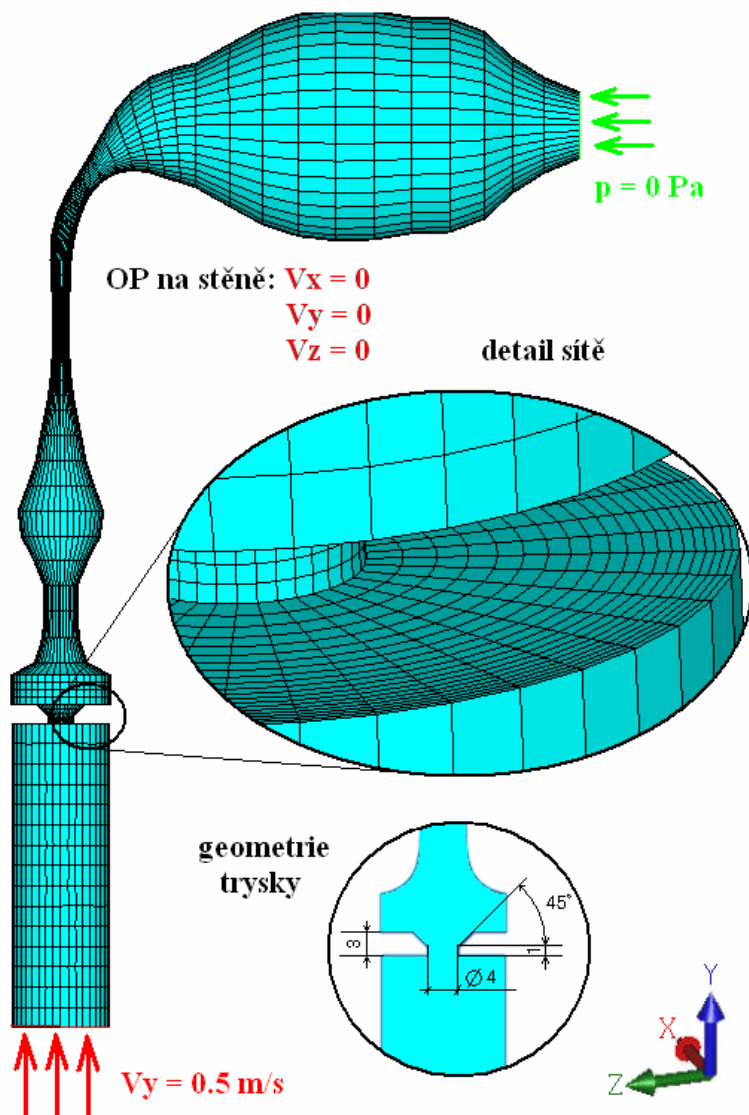 p = 0 Pa
OP na stěně: Vx = 0
Vy = 0
Vz = 0
detail sítě
geometrie
trysky
45°
3
1
Ø4
Vy = 0.5 m/s
Y
X
Z